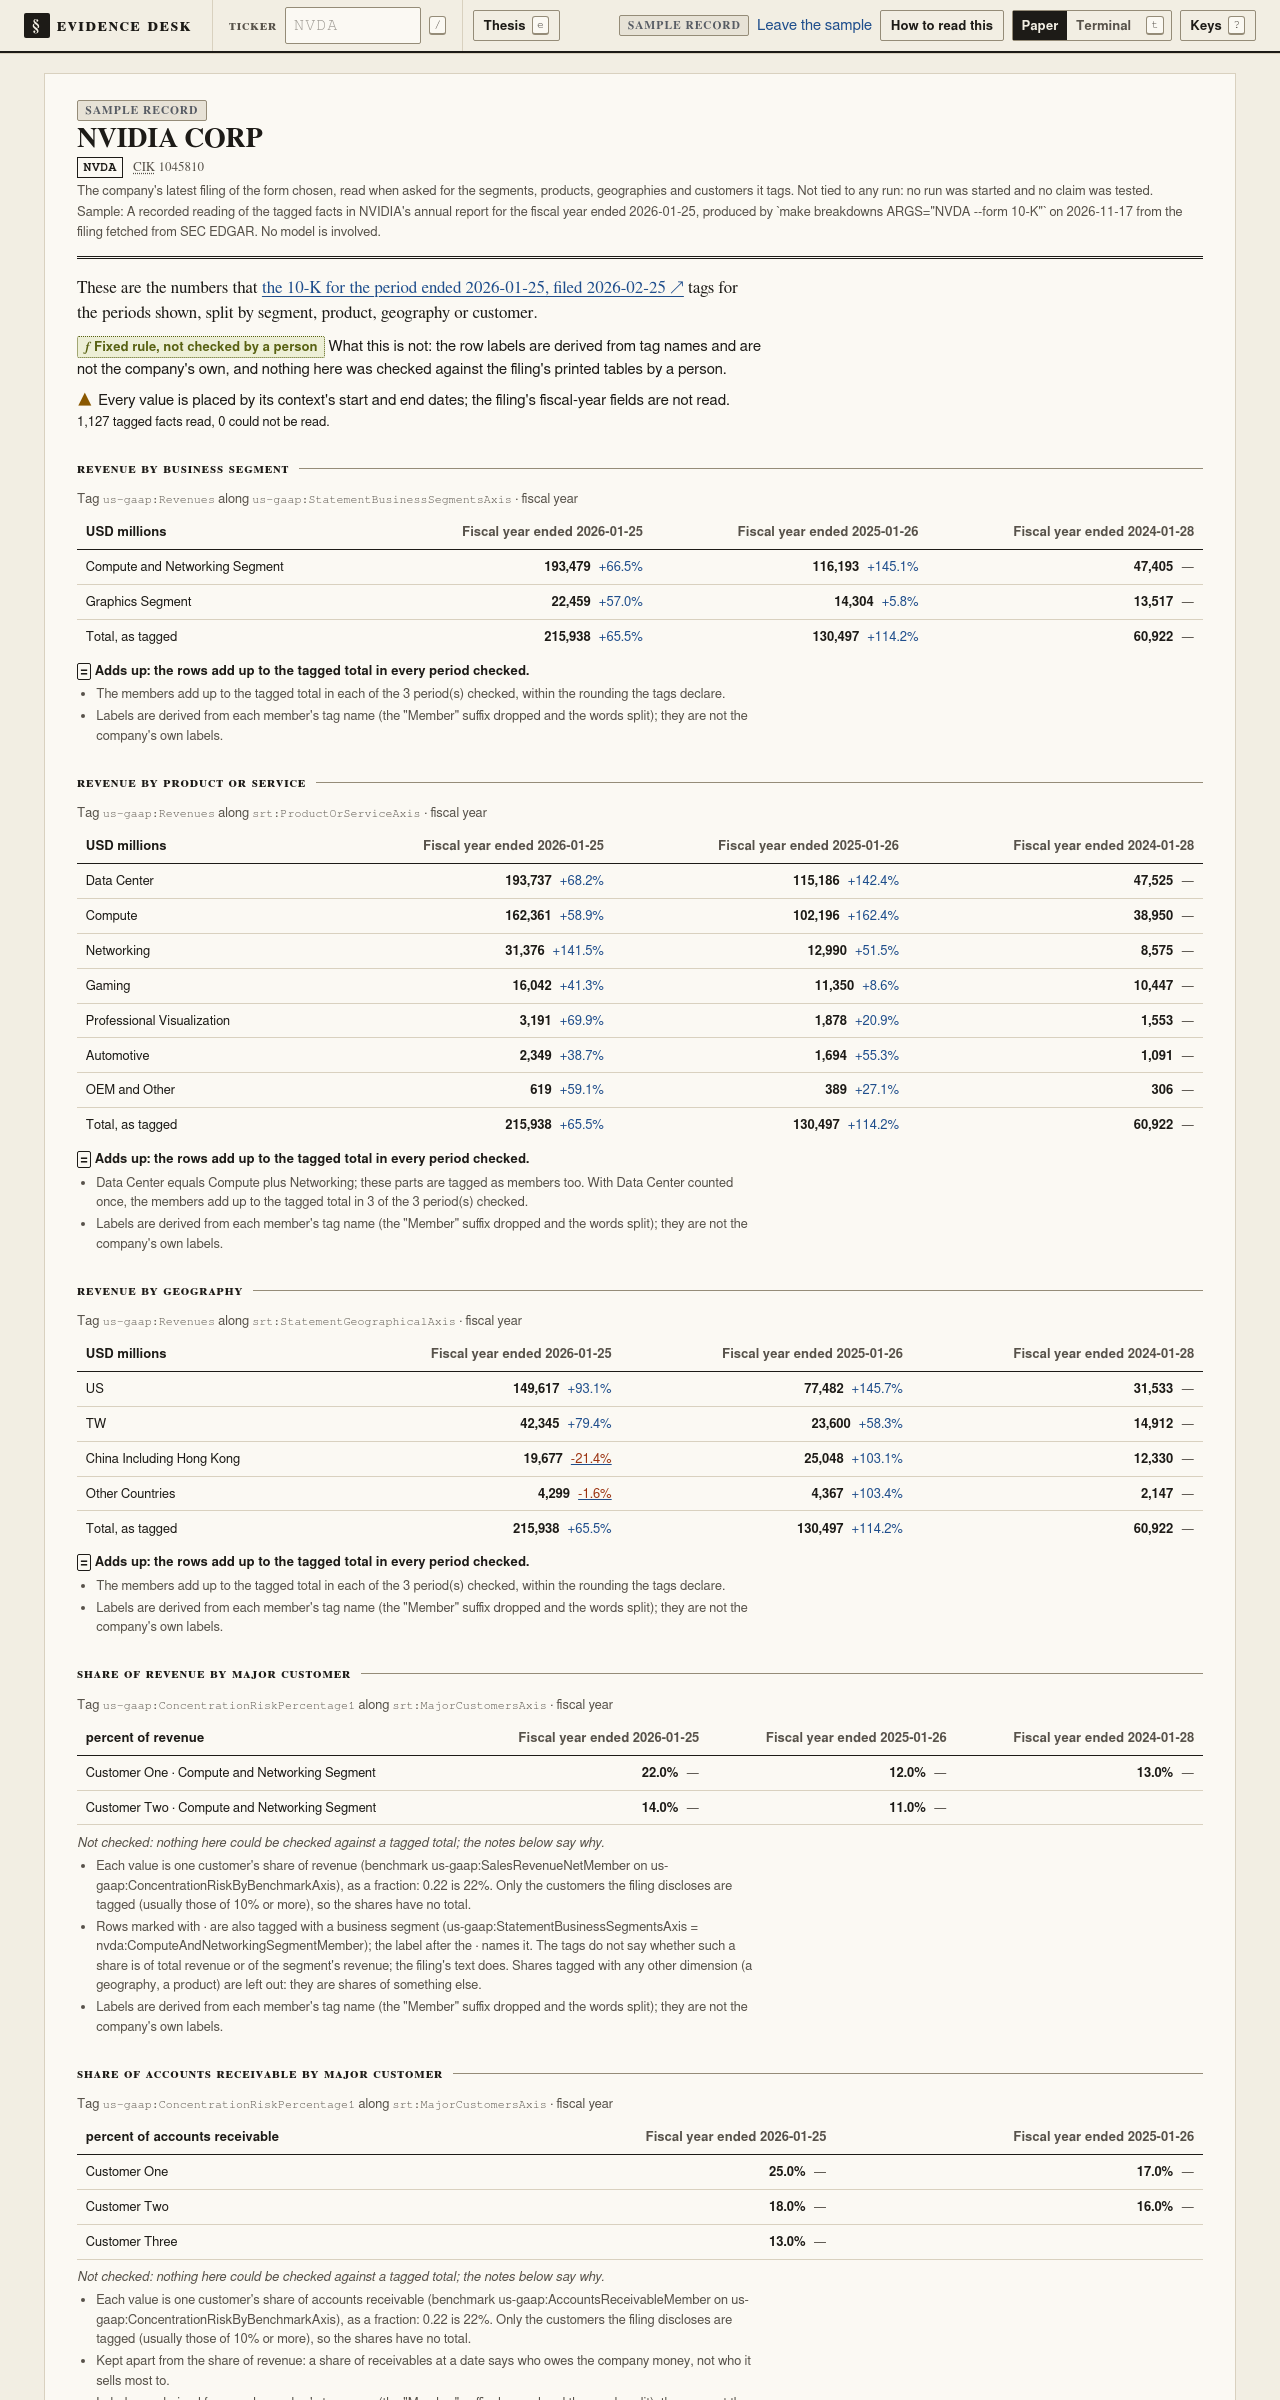 § EVIDENCE DESK TICKER NVDA / Thesis e SAMPLE RECORD Leave the sample How to read this Paper Terminal t Keys ?
SAMPLE RECORD
NVIDIA CORP
NVDA CIK 1045810
The company's latest filing of the form chosen, read when asked for the segments, products, geographies and customers it tags. Not tied to any run: no run was started and no claim was tested.
Sample: A recorded reading of the tagged facts in NVIDIA's annual report for the fiscal year ended 2026-01-25, produced by `make breakdowns ARGS="NVDA --form 10-K"` on 2026-11-17 from the
filing fetched from SEC EDGAR. No model is involved.
These are the numbers that the 10-K for the period ended 2026-01-25, filed 2026-02-25 ↗ tags for
the periods shown, split by segment, product, geography or customer.
ƒ Fixed rule, not checked by a person What this is not: the row labels are derived from tag names and are
not the company's own, and nothing here was checked against the filing's printed tables by a person.
▲ Every value is placed by its context's start and end dates; the filing's fiscal-year fields are not read.
1,127 tagged facts read, 0 could not be read.
REVENUE BY BUSINESS SEGMENT
Tag us-gaap:Revenues along us-gaap:StatementBusinessSegmentsAxis · fiscal year
USD millions Fiscal year ended 2026-01-25 Fiscal year ended 2025-01-26 Fiscal year ended 2024-01-28
Compute and Networking Segment 193,479 +66.5% 116,193 +145.1% 47,405 —
Graphics Segment 22,459 +57.0% 14,304 +5.8% 13,517 —
Total, as tagged 215,938 +65.5% 130,497 +114.2% 60,922 —
= Adds up: the rows add up to the tagged total in every period checked.
• The members add up to the tagged total in each of the 3 period(s) checked, within the rounding the tags declare.
• Labels are derived from each member's tag name (the "Member" suffix dropped and the words split); they are not the
company's own labels.
REVENUE BY PRODUCT OR SERVICE
Tag us-gaap:Revenues along srt:ProductOrServiceAxis · fiscal year
USD millions Fiscal year ended 2026-01-25 Fiscal year ended 2025-01-26 Fiscal year ended 2024-01-28
Data Center 193,737 +68.2% 115,186 +142.4% 47,525 —
Compute 162,361 +58.9% 102,196 +162.4% 38,950 —
Networking 31,376 +141.5% 12,990 +51.5% 8,575 —
Gaming 16,042 +41.3% 11,350 +8.6% 10,447 —
Professional Visualization 3,191 +69.9% 1,878 +20.9% 1,553 —
Automotive 2,349 +38.7% 1,694 +55.3% 1,091 —
OEM and Other 619 +59.1% 389 +27.1% 306 —
Total, as tagged 215,938 +65.5% 130,497 +114.2% 60,922 —
= Adds up: the rows add up to the tagged total in every period checked.
• Data Center equals Compute plus Networking; these parts are tagged as members too. With Data Center counted
once, the members add up to the tagged total in 3 of the 3 period(s) checked.
• Labels are derived from each member's tag name (the "Member" suffix dropped and the words split); they are not the
company's own labels.
REVENUE BY GEOGRAPHY
Tag us-gaap:Revenues along srt:StatementGeographicalAxis · fiscal year
USD millions Fiscal year ended 2026-01-25 Fiscal year ended 2025-01-26 Fiscal year ended 2024-01-28
US 149,617 +93.1% 77,482 +145.7% 31,533 —
TW 42,345 +79.4% 23,600 +58.3% 14,912 —
China Including Hong Kong 19,677 -21.4% 25,048 +103.1% 12,330 —
Other Countries 4,299 -1.6% 4,367 +103.4% 2,147 —
Total, as tagged 215,938 +65.5% 130,497 +114.2% 60,922 —
= Adds up: the rows add up to the tagged total in every period checked.
• The members add up to the tagged total in each of the 3 period(s) checked, within the rounding the tags declare.
• Labels are derived from each member's tag name (the "Member" suffix dropped and the words split); they are not the
company's own labels.
SHARE OF REVENUE BY MAJOR CUSTOMER
Tag us-gaap:ConcentrationRiskPercentage1 along srt:MajorCustomersAxis · fiscal year
percent of revenue Fiscal year ended 2026-01-25 Fiscal year ended 2025-01-26 Fiscal year ended 2024-01-28
Customer One · Compute and Networking Segment 22.0% — 12.0% — 13.0% —
Customer Two · Compute and Networking Segment 14.0% — 11.0% —
Not checked: nothing here could be checked against a tagged total; the notes below say why.
• Each value is one customer's share of revenue (benchmark us-gaap:SalesRevenueNetMember on us-
gaap:ConcentrationRiskByBenchmarkAxis), as a fraction: 0.22 is 22%. Only the customers the filing discloses are
tagged (usually those of 10% or more), so the shares have no total.
• Rows marked with · are also tagged with a business segment (us-gaap:StatementBusinessSegmentsAxis =
nvda:ComputeAndNetworkingSegmentMember); the label after the · names it. The tags do not say whether such a
share is of total revenue or of the segment's revenue; the filing's text does. Shares tagged with any other dimension (a
geography, a product) are left out: they are shares of something else.
• Labels are derived from each member's tag name (the "Member" suffix dropped and the words split); they are not the
company's own labels.
SHARE OF ACCOUNTS RECEIVABLE BY MAJOR CUSTOMER
Tag us-gaap:ConcentrationRiskPercentage1 along srt:MajorCustomersAxis · fiscal year
percent of accounts receivable Fiscal year ended 2026-01-25 Fiscal year ended 2025-01-26
Customer One 25.0% — 17.0% —
Customer Two 18.0% — 16.0% —
Customer Three 13.0% —
Not checked: nothing here could be checked against a tagged total; the notes below say why.
• Each value is one customer's share of accounts receivable (benchmark us-gaap:AccountsReceivableMember on us-
gaap:ConcentrationRiskByBenchmarkAxis), as a fraction: 0.22 is 22%. Only the customers the filing discloses are
tagged (usually those of 10% or more), so the shares have no total.
• Kept apart from the share of revenue: a share of receivables at a date says who owes the company money, not who it
sells most to.